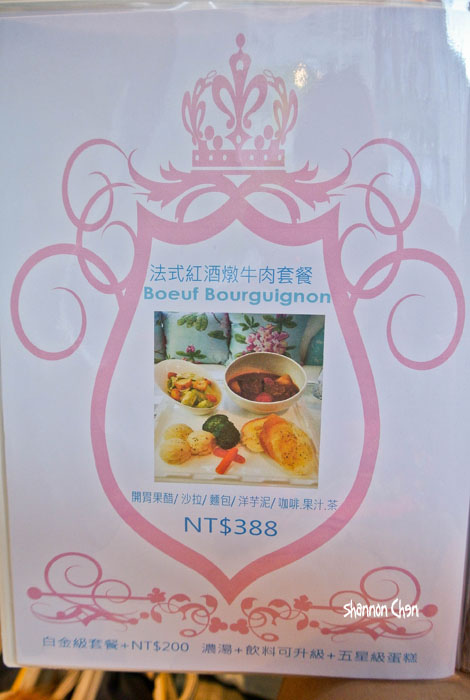 法式紅酒燉牛肉套餐
Boeuf Bourguignon
開胃果醋/ 沙拉/ 麵包/ 洋芋泥/ 咖啡.果汁.茶
NT$388
Shannon Chen
白金級套餐+NT$200 濃湯+飲料可升級+五星級蛋糕